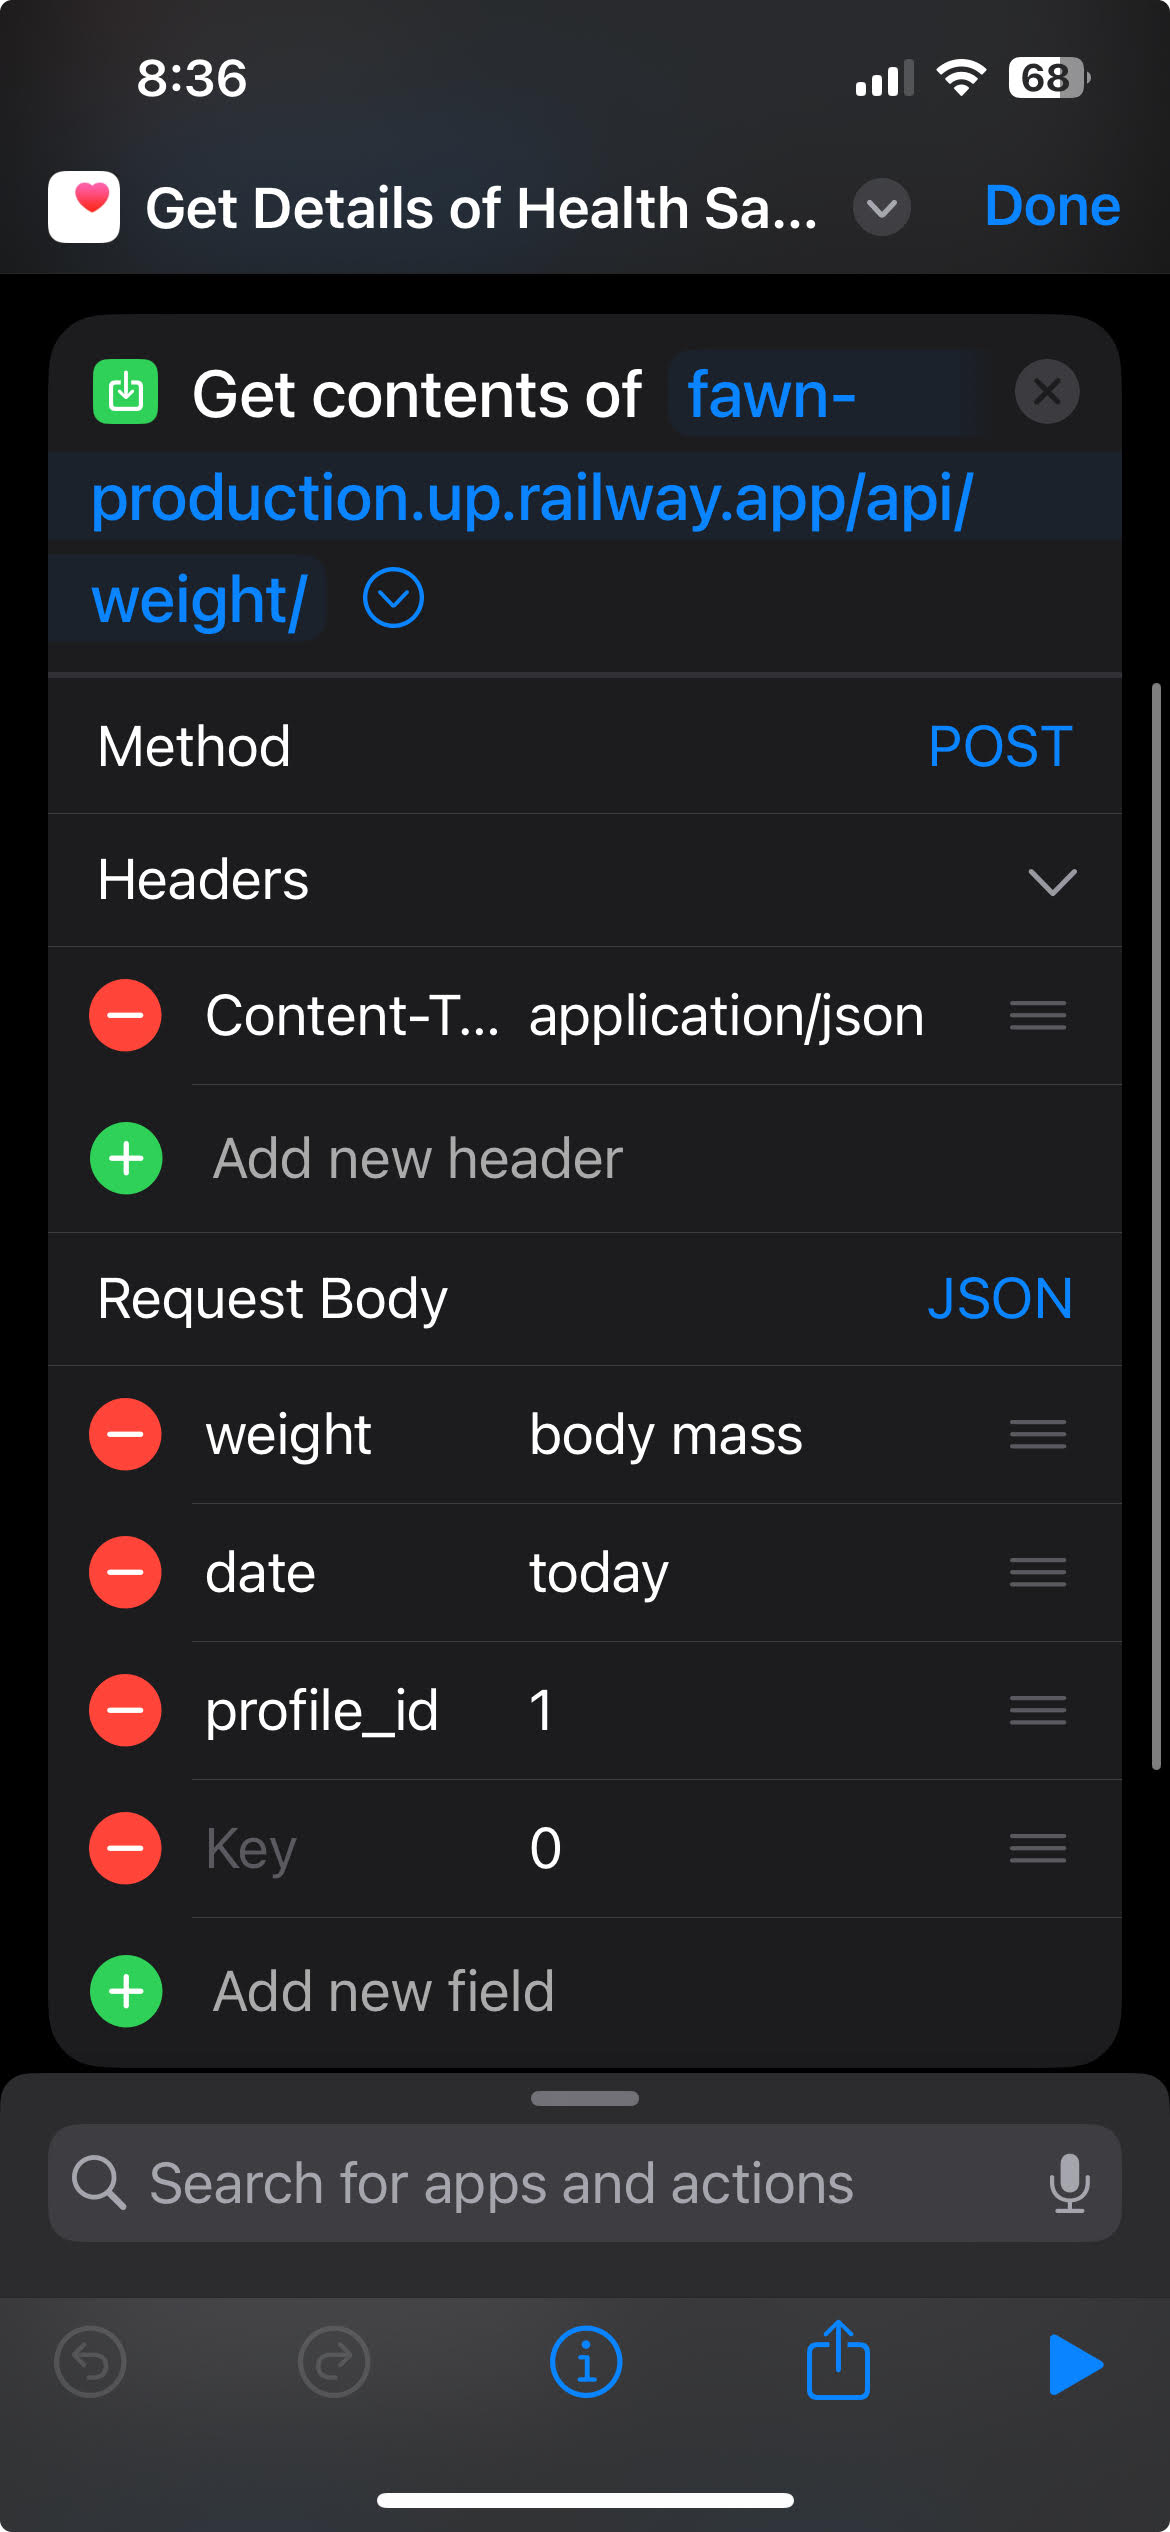 8:36
68
Get Details of Health Sa...
Done
Get contents of fawn-
production.up.railway.app/api/
weight/
Method POST
Headers
Content-T... application/json
Add new header
Request Body JSON
weight body mass
date today
profile_id 1
Key 0
Add new field
Search for apps and actions